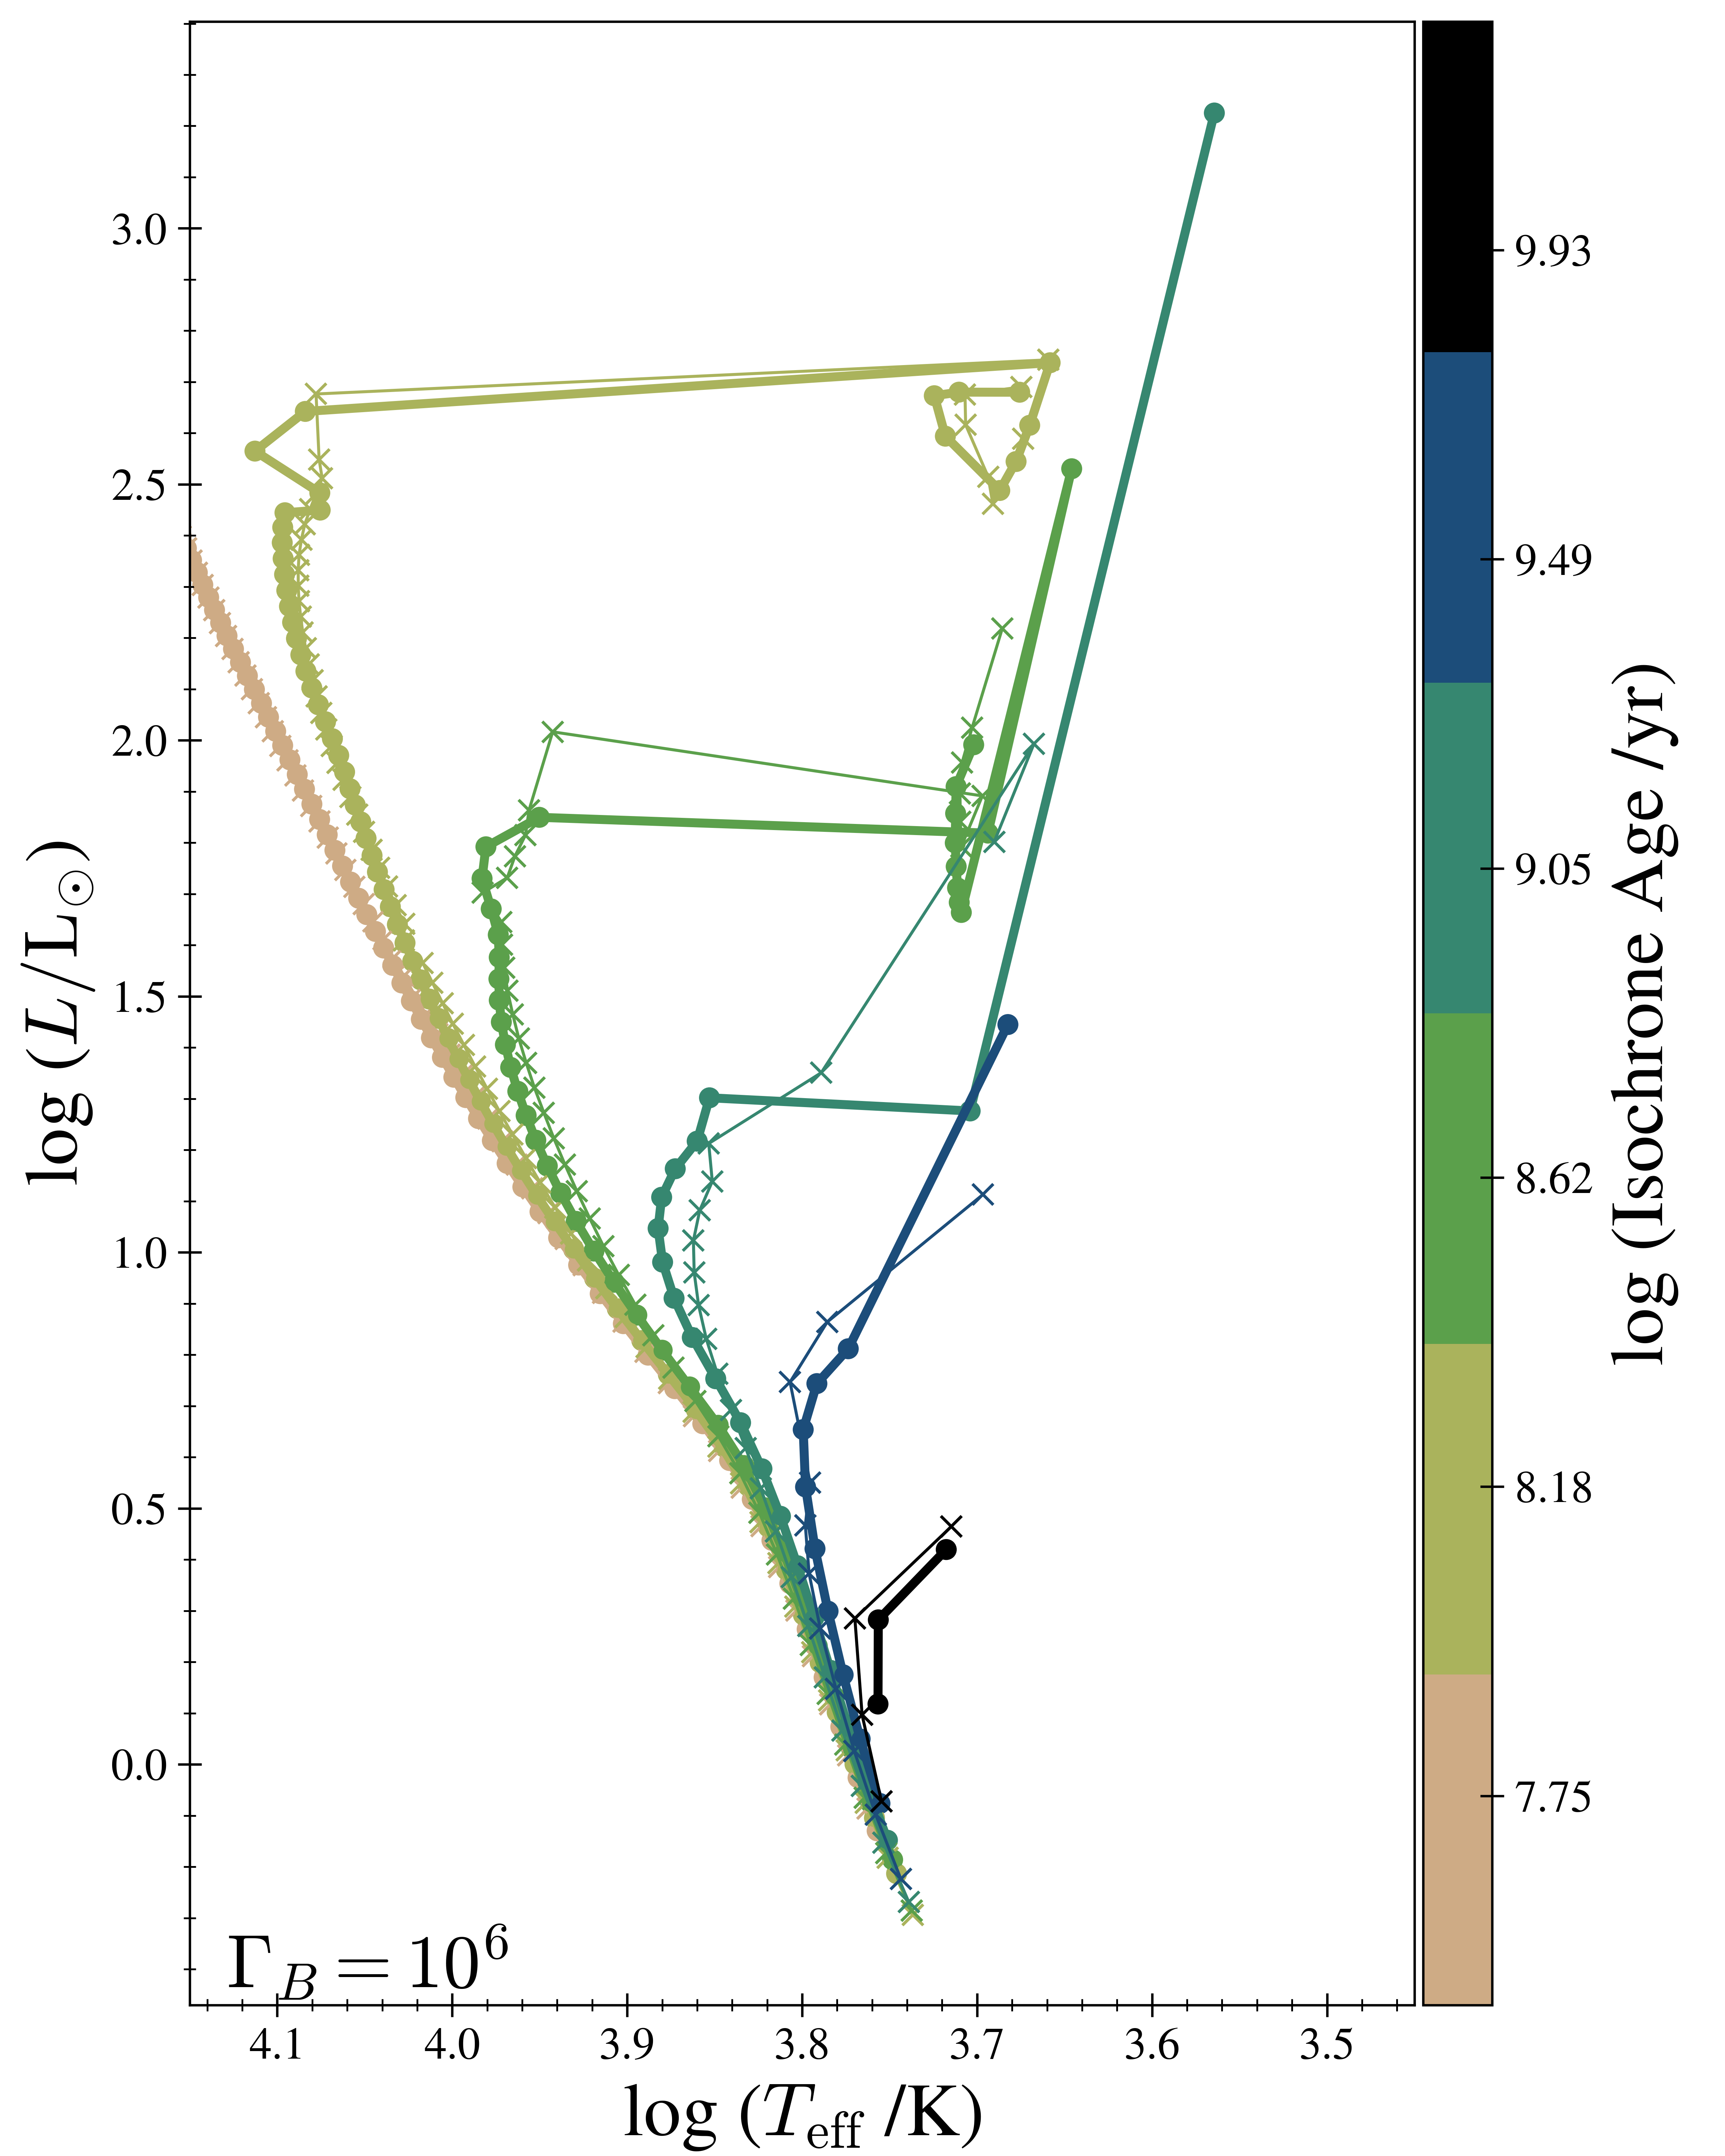 3.0
2.5
2.0
1.5
1.0
0.5
0.0
log (L/L☉)
Γ_B = 10⁶
4.1 4.0 3.9 3.8 3.7 3.6 3.5
log (T_eff /K)
9.93
9.49
9.05
8.62
8.18
7.75
log (Isochrone Age /yr)